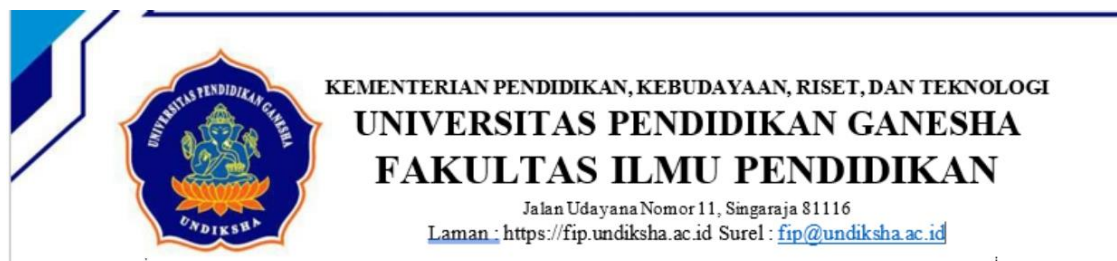 UNIVERSITAS PENDIDIKAN GANESHA
UNDIKSHA
KEMENTERIAN PENDIDIKAN, KEBUDAYAAN, RISET, DAN TEKNOLOGI
UNIVERSITAS PENDIDIKAN GANESHA
FAKULTAS ILMU PENDIDIKAN
Jalan Udayana Nomor 11, Singaraja 81116
Laman : https://fip.undiksha.ac.id Surel : fip@undiksha.ac.id